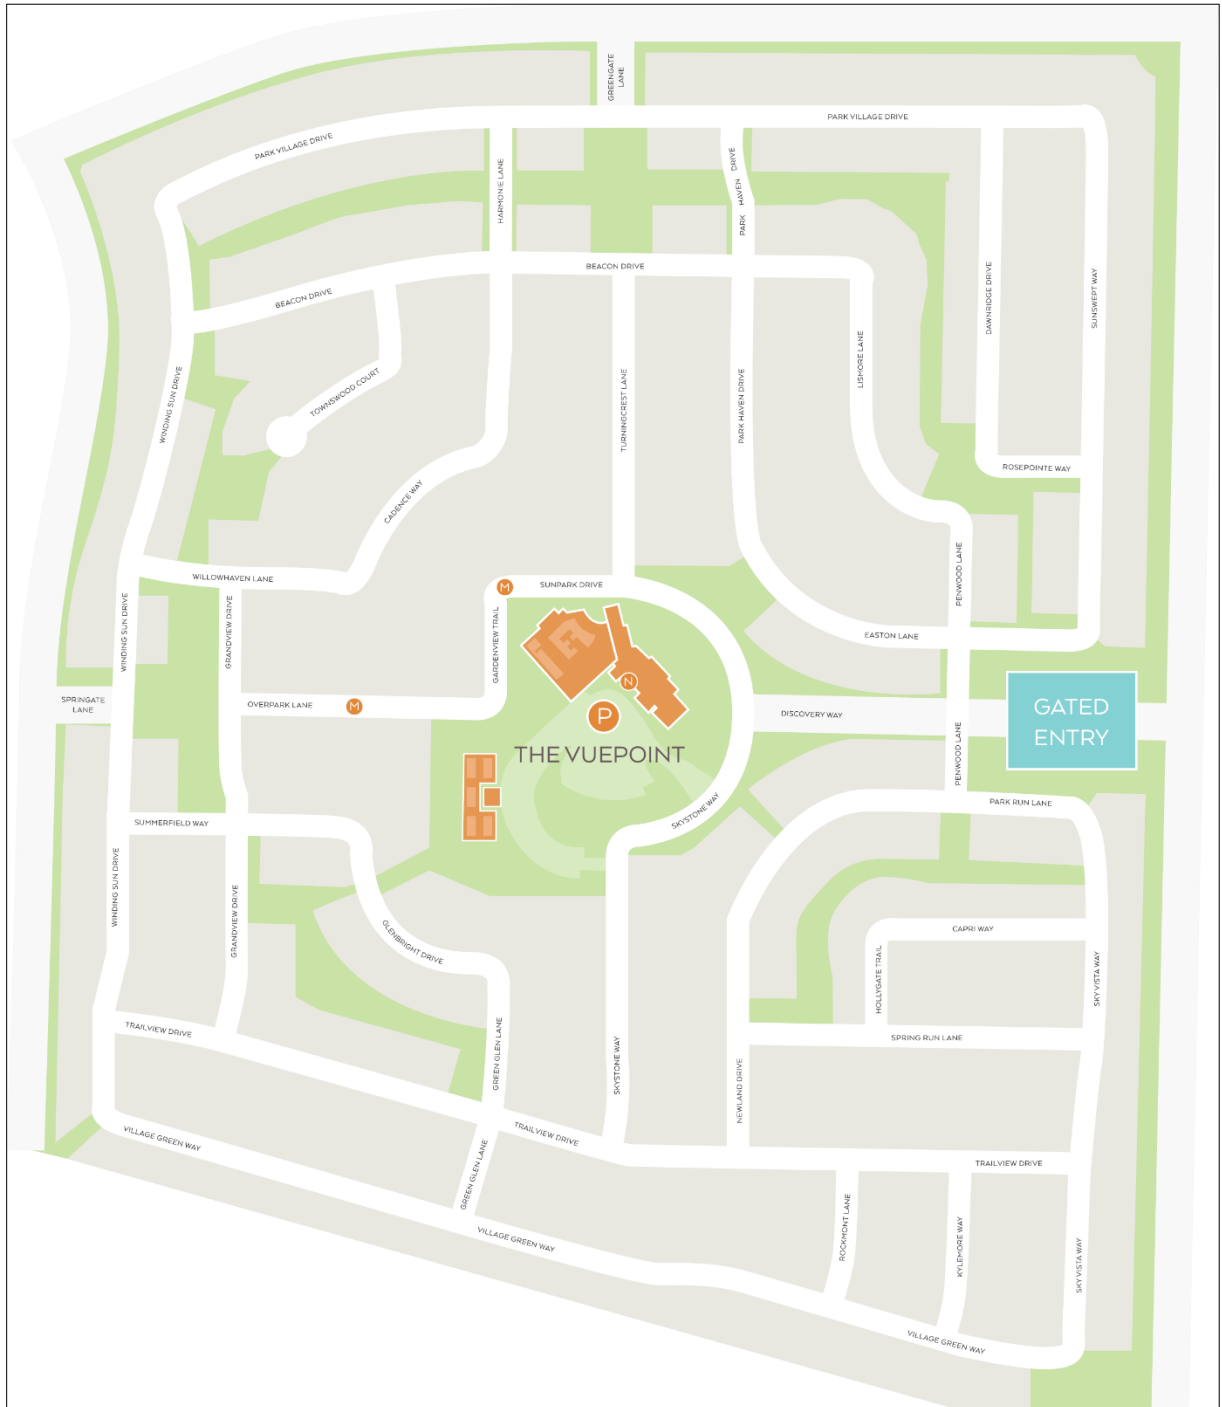 GREENGATE
LANE
PARK VILLAGE DRIVE
PARK VILLAGE DRIVE
HARMONIE LANE
PARK HAVEN DRIVE
BEACON DRIVE
BEACON DRIVE
DAWNRIDGE DRIVE
SUNSWEPT WAY
LISMORE LANE
WINDING SUN DRIVE
TOWNSWOOD COURT
TURNINGCREST LANE
PARK HAVEN DRIVE
ROSEPOINTE WAY
CADENCE WAY
WILLOWHAVEN LANE
M
SUNPARK DRIVE
PENWOOD LANE
WINDING SUN DRIVE
GRANDVIEW DRIVE
GARDENVIEW TRAIL
EASTON LANE
N
SPRINGATE
LANE
OVERPARK LANE
M
P
DISCOVERY WAY
GATED
ENTRY
THE VUEPOINT
PENWOOD LANE
PARK RUN LANE
SKYSTONE WAY
SUMMERFIELD WAY
WINDING SUN DRIVE
GRANDVIEW DRIVE
GLENBRIGHT DRIVE
CAPRI WAY
HOLLYGATE TRAIL
SKY VISTA WAY
TRAILVIEW DRIVE
SPRING RUN LANE
GREEN GLEN LANE
SKYSTONE WAY
NEWLAND DRIVE
VILLAGE GREEN WAY
TRAILVIEW DRIVE
TRAILVIEW DRIVE
GREEN GLEN LANE
ROCKMONT LANE
KYLEMORE WAY
SKY VISTA WAY
VILLAGE GREEN WAY
VILLAGE GREEN WAY